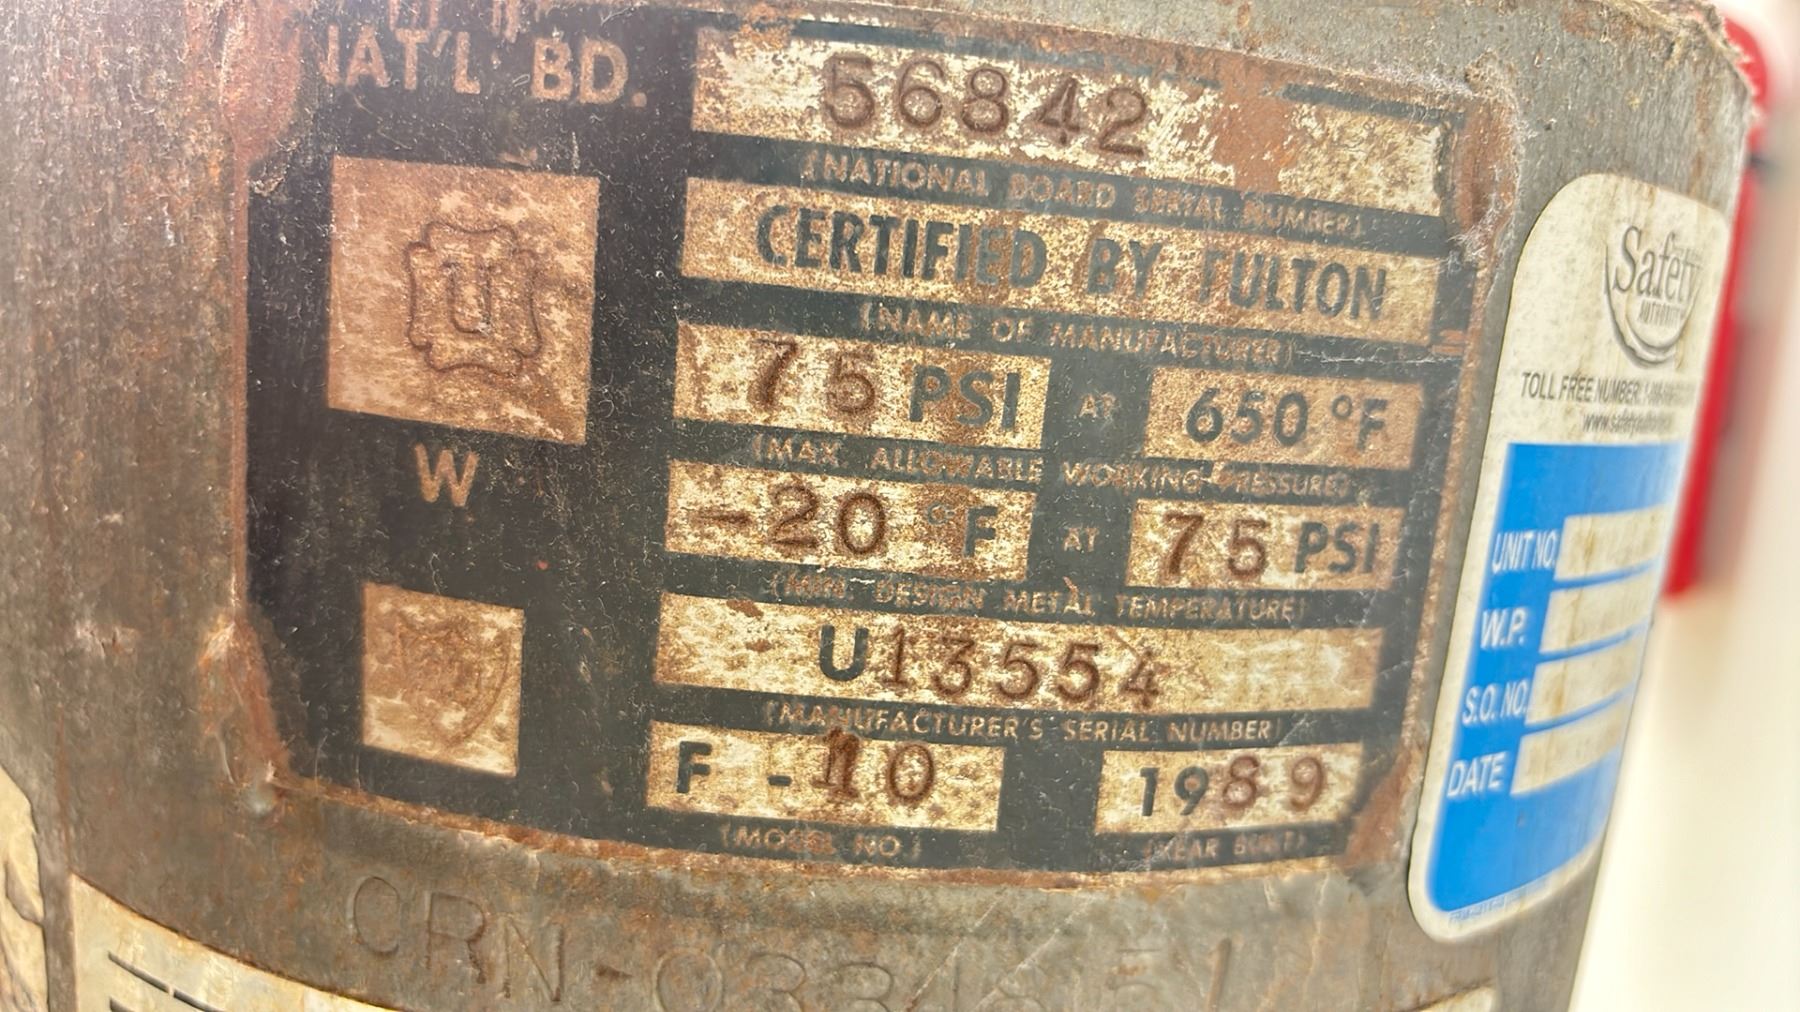 NAT'L BD.
56842
(NATIONAL BOARD SERIAL NUMBER)
CERTIFIED BY FULTON
(NAME OF MANUFACTURER)
U
75 PSI AT 650 °F
(MAX. ALLOWABLE WORKING PRESSURE)
W
-20 °F AT 75 PSI
(MIN. DESIGN METAL TEMPERATURE)
U13554
(MANUFACTURER'S SERIAL NUMBER)
F - 10 1989
(MODEL NO.) (YEAR BUILT)
Safety
AUTHORITY
TOLL FREE NUMBER:
UNIT NO.
W.P.
S.O. NO.
DATE